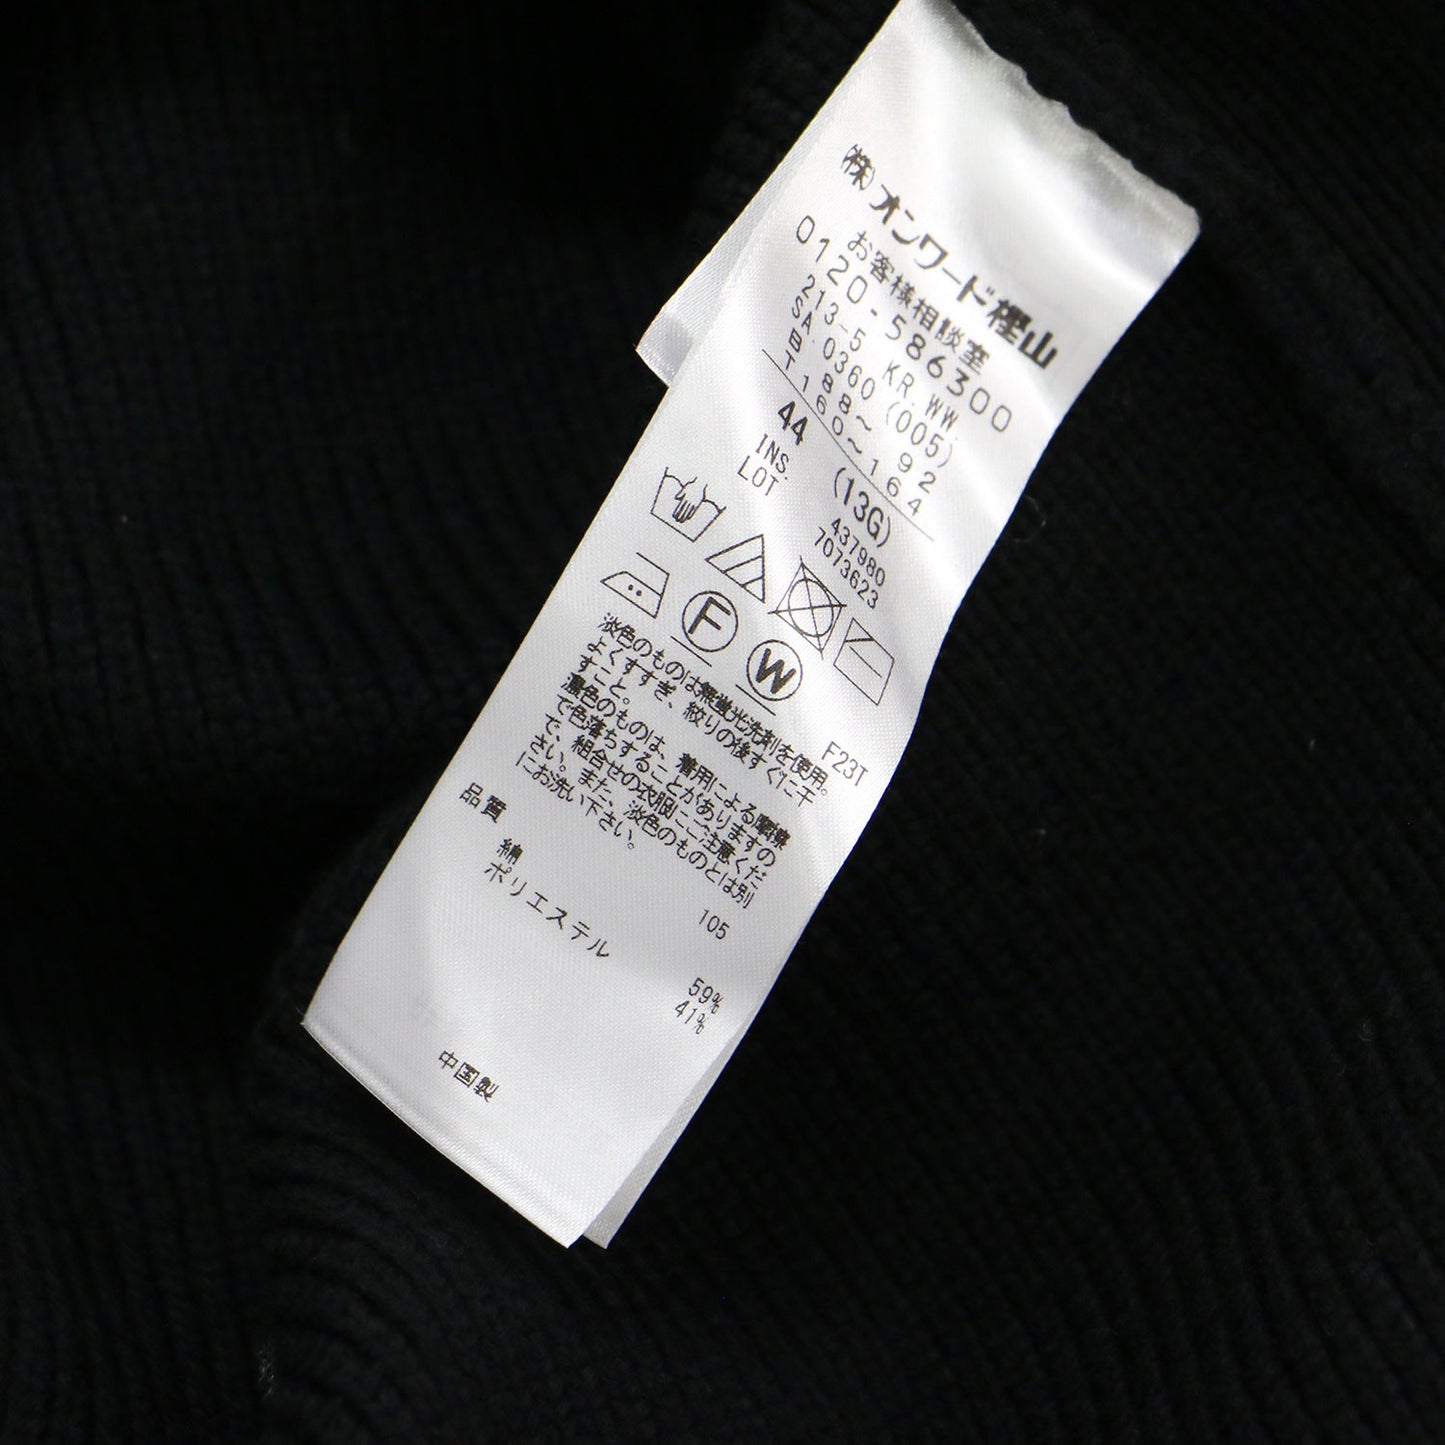 (株)オンワード樫山
お客様相談室
0120-586300
213-5 KR.WW.
SA.0360 (005)
B 188～192
T 160～164
44 (13G)
INS. 437980
LOT 7073623
F
W
F23T
淡色のものは無蛍光洗剤を使用。
よくすすぎ、絞りの後すぐに干
すこと。
濃色のものは、着用による摩擦
で色落ちすることがありますの
で、組合せの衣服にご注意くだ
さい。また、淡色のものとは別
にお洗い下さい。
105
品質
綿 59%
ポリエステル 41%
中国製